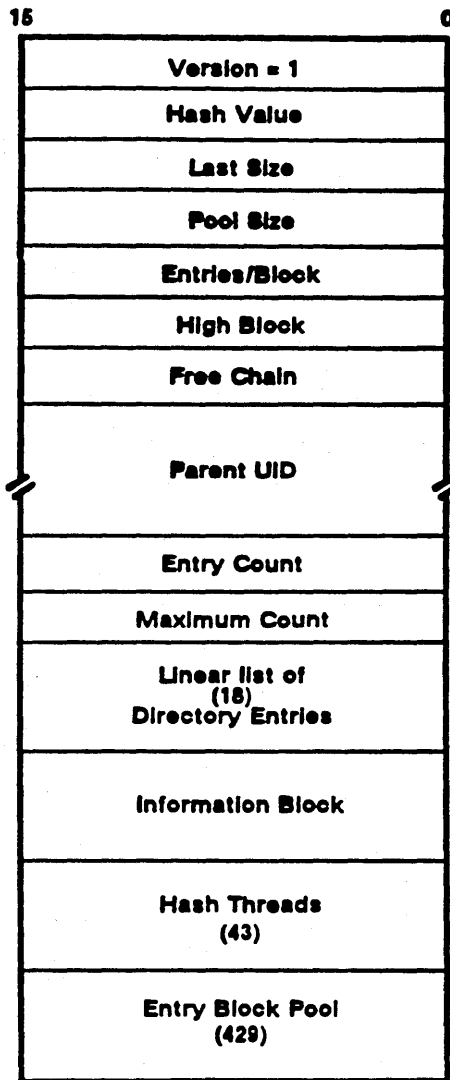 15 0
Version = 1
Hash Value
Last Size
Pool Size
Entries/Block
High Block
Free Chain
Parent UID
Entry Count
Maximum Count
Linear list of
(18)
Directory Entries
Information Block
Hash Threads
(43)
Entry Block Pool
(429)